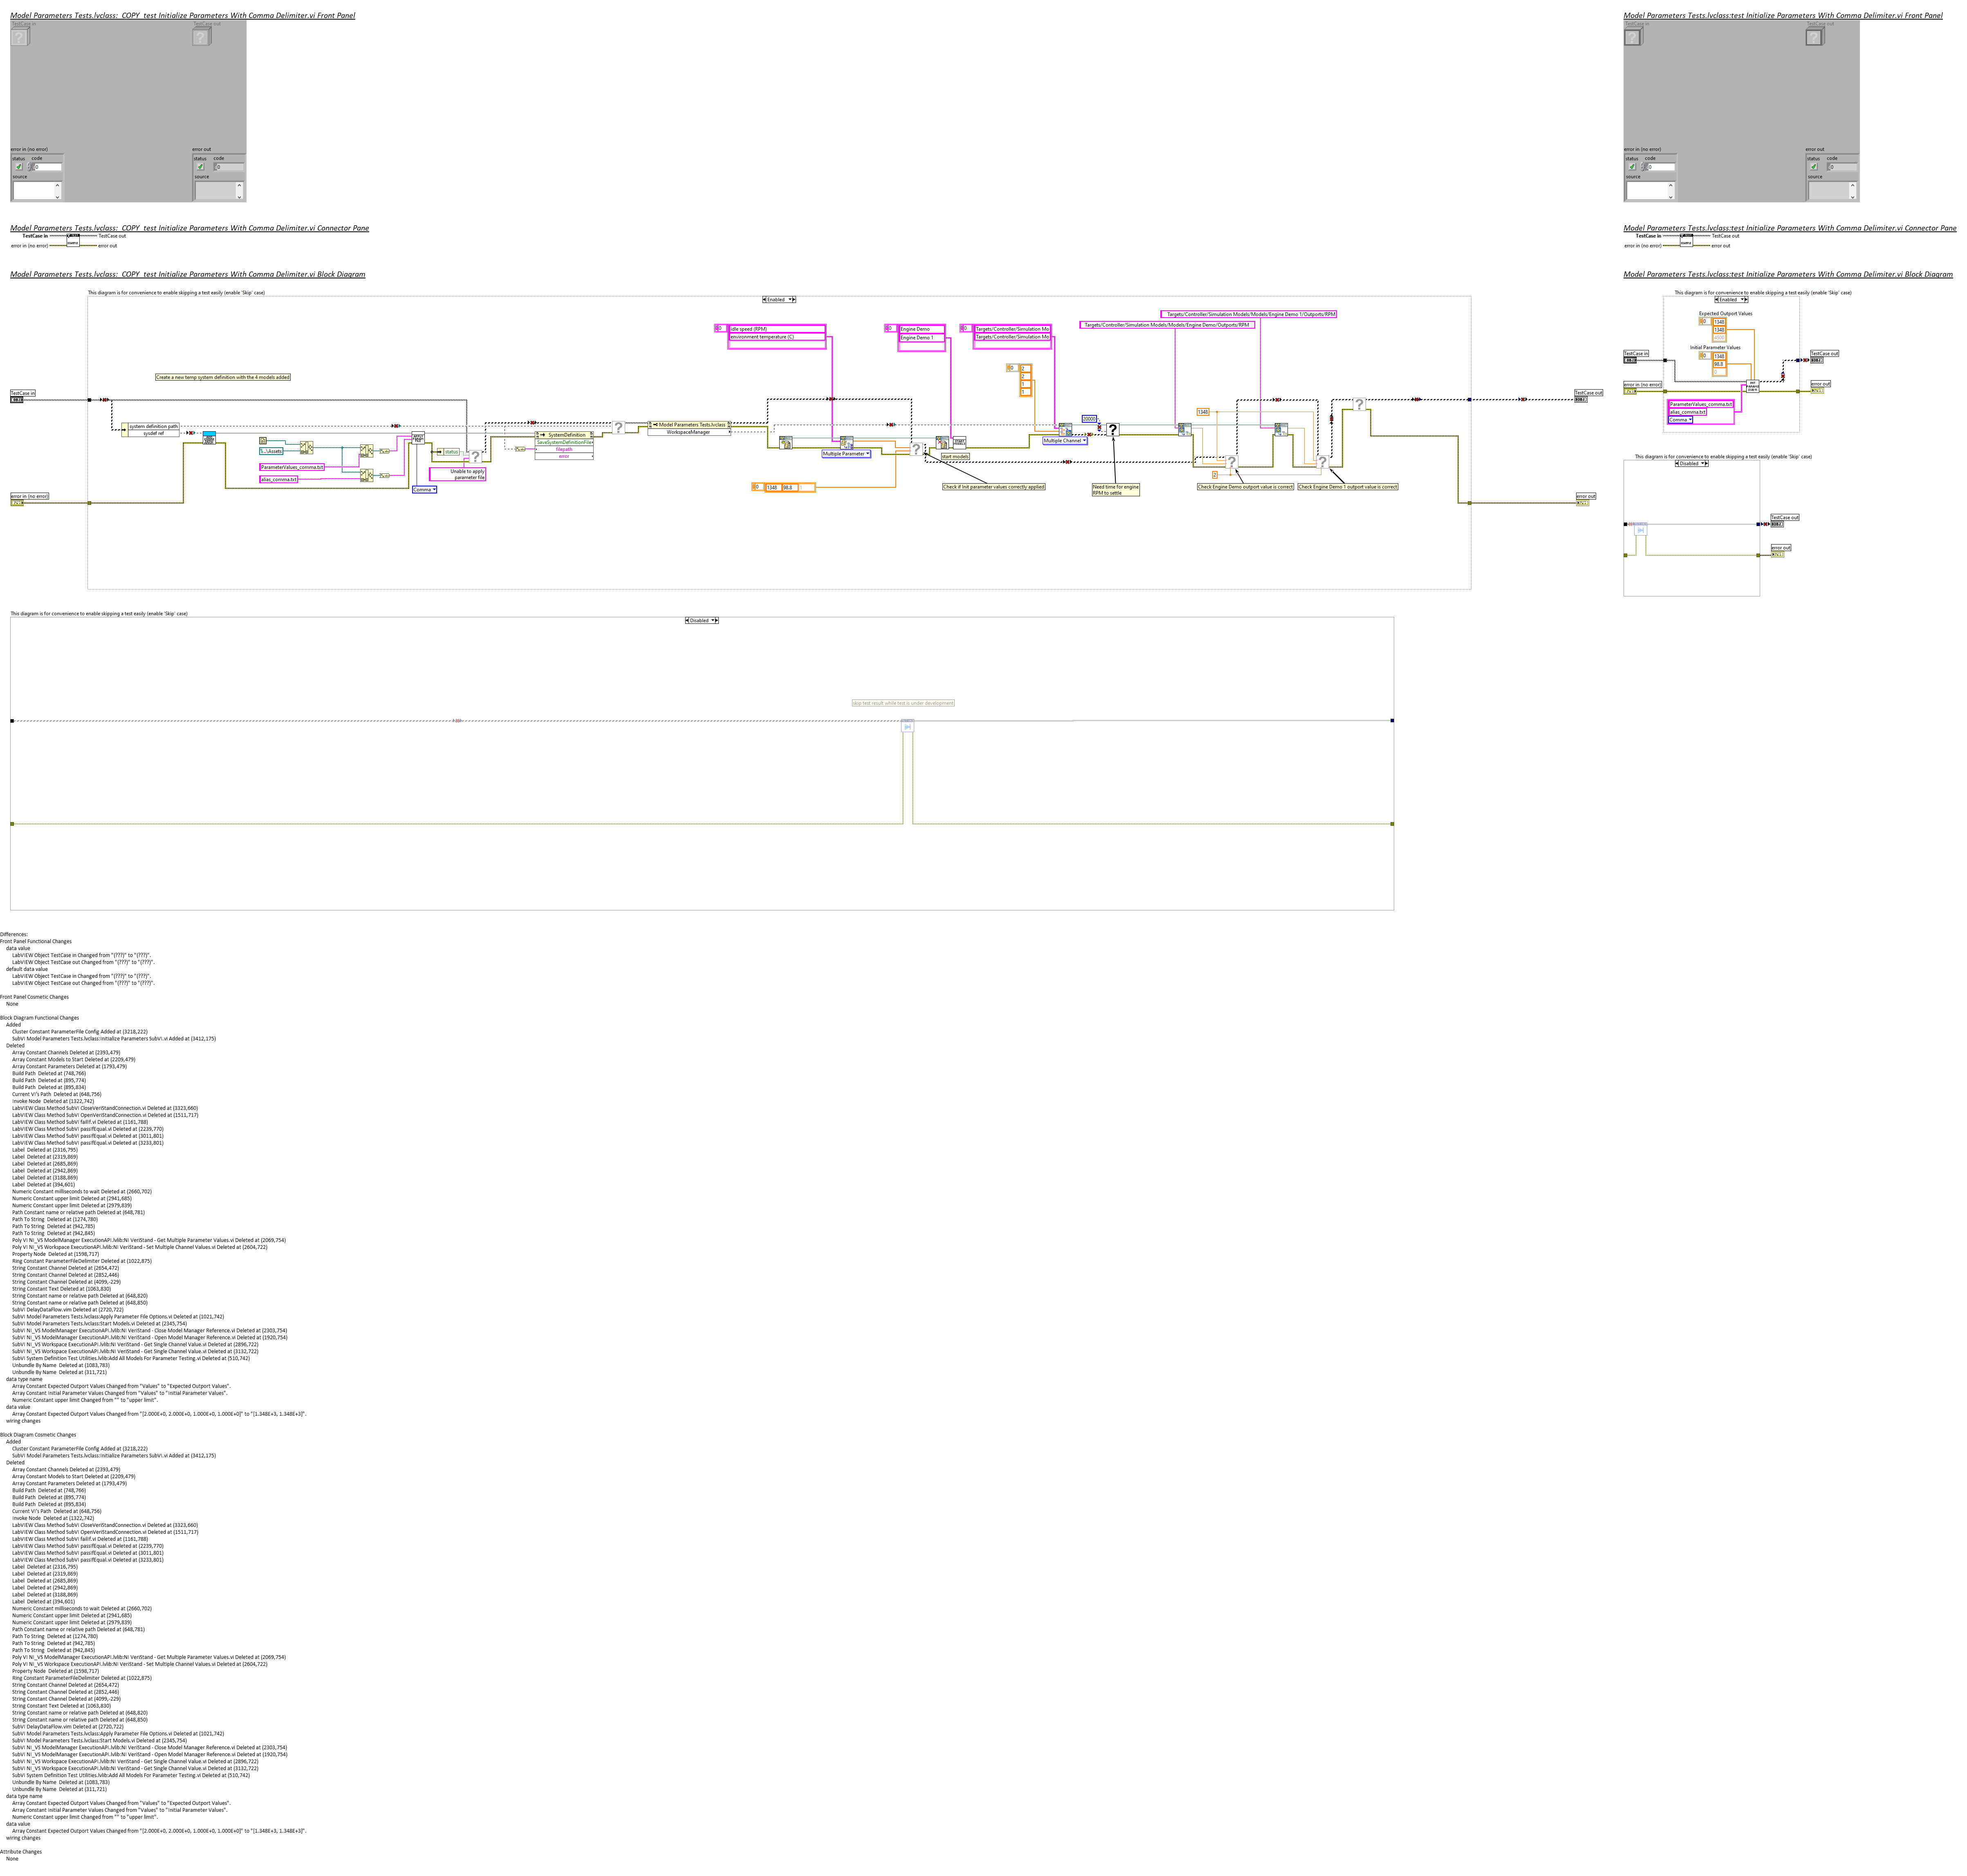 Model Parameters Tests.lvclass:_COPY_test Initialize Parameters With Comma Delimiter.vi Front Panel
TestCase in
TestCase out
error in (no error)
error out
status code
0
status code
0
source
source
Model Parameters Tests.lvclass:test Initialize Parameters With Comma Delimiter.vi Front Panel
TestCase in
TestCase out
error in (no error)
error out
status code
0
status code
0
source
source
Model Parameters Tests.lvclass:_COPY_test Initialize Parameters With Comma Delimiter.vi Connector Pane
TestCase in
TestCase out
error in (no error)
error out
Model Parameters Tests.lvclass:test Initialize Parameters With Comma Delimiter.vi Connector Pane
TestCase in
TestCase out
error in (no error)
error out
Model Parameters Tests.lvclass:_COPY_test Initialize Parameters With Comma Delimiter.vi Block Diagram
This diagram is for convenience to enable skipping a test easily (enable 'Skip' case)
Enabled
Targets/Controller/Simulation Models/Models/Engine Demo 1/Outports/RPM
Targets/Controller/Simulation Models/Models/Engine Demo/Outports/RPM
idle speed (RPM)
environment temperature (C)
Engine Demo
Engine Demo 1
Targets/Controller/Simulation Mo
Targets/Controller/Simulation Mo
2
2
1
1
Create a new temp system definition with the 4 models added
TestCase in
TestCase out
system definition path
sysdef ref
ParameterValues_comma.txt
alias_comma.txt
Comma
status
Unable to apply
parameter file
SystemDefinition
SaveSystemDefinitionFile
filepath
error
Model Parameters Tests.lvclass
WorkspaceManager
Multiple Parameter
1348 98.8
start models
Check if Init parameter values correctly applied
20000
Multiple Channel
Need time for engine
RPM to settle
1348
2
Check Engine Demo outport value is correct
Check Engine Demo 1 outport value is correct
error in (no error)
error out
Model Parameters Tests.lvclass:test Initialize Parameters With Comma Delimiter.vi Block Diagram
This diagram is for convenience to enable skipping a test easily (enable 'Skip' case)
Enabled
Expected Outport Values
1348
1348
Initial Parameter Values
1348
98.8
TestCase in
TestCase out
error in (no error)
error out
ParameterValues_comma.txt
alias_comma.txt
Comma
This diagram is for convenience to enable skipping a test easily (enable 'Skip' case)
Disabled
TestCase out
error out
This diagram is for convenience to enable skipping a test easily (enable 'Skip' case)
Disabled
skip test result while test is under development
Differences:
Front Panel Functional Changes
data value
LabVIEW Object TestCase in Changed from "(???)" to "(???)".
LabVIEW Object TestCase out Changed from "(???)" to "(???)".
default data value
LabVIEW Object TestCase in Changed from "(???)" to "(???)".
LabVIEW Object TestCase out Changed from "(???)" to "(???)".
Front Panel Cosmetic Changes
None
Block Diagram Functional Changes
Added
Cluster Constant ParameterFile Config Added at (3218,222)
SubVI Model Parameters Tests.lvclass:Initialize Parameters SubVI.vi Added at (3412,175)
Deleted
Array Constant Channels Deleted at (2393,479)
Array Constant Models to Start Deleted at (2209,479)
Array Constant Parameters Deleted at (1793,479)
Build Path  Deleted at (748,766)
Build Path  Deleted at (895,774)
Build Path  Deleted at (895,834)
Current VI's Path  Deleted at (648,756)
Invoke Node  Deleted at (1322,742)
LabVIEW Class Method SubVI CloseVeriStandConnection.vi Deleted at (3323,660)
LabVIEW Class Method SubVI OpenVeriStandConnection.vi Deleted at (1511,717)
LabVIEW Class Method SubVI failIf.vi Deleted at (1161,788)
LabVIEW Class Method SubVI passIfEqual.vi Deleted at (2239,770)
LabVIEW Class Method SubVI passIfEqual.vi Deleted at (3011,801)
LabVIEW Class Method SubVI passIfEqual.vi Deleted at (3233,801)
Label  Deleted at (2316,795)
Label  Deleted at (2319,869)
Label  Deleted at (2685,869)
Label  Deleted at (2942,869)
Label  Deleted at (3188,869)
Label  Deleted at (394,601)
Numeric Constant milliseconds to wait Deleted at (2660,702)
Numeric Constant upper limit Deleted at (2941,685)
Numeric Constant upper limit Deleted at (2979,839)
Path Constant name or relative path Deleted at (648,781)
Path To String  Deleted at (1274,780)
Path To String  Deleted at (942,785)
Path To String  Deleted at (942,845)
Poly VI NI_VS ModelManager ExecutionAPI.lvlib:NI VeriStand - Get Multiple Parameter Values.vi Deleted at (2069,754)
Poly VI NI_VS Workspace ExecutionAPI.lvlib:NI VeriStand - Set Multiple Channel Values.vi Deleted at (2604,722)
Property Node  Deleted at (1598,717)
Ring Constant ParameterFileDelimiter Deleted at (1022,875)
String Constant Channel Deleted at (2654,472)
String Constant Channel Deleted at (2852,446)
String Constant Channel Deleted at (4099,-229)
String Constant Text Deleted at (1063,830)
String Constant name or relative path Deleted at (648,820)
String Constant name or relative path Deleted at (648,850)
SubVI DelayDataFlow.vim Deleted at (2720,722)
SubVI Model Parameters Tests.lvclass:Apply Parameter File Options.vi Deleted at (1021,742)
SubVI Model Parameters Tests.lvclass:Start Models.vi Deleted at (2345,754)
SubVI NI_VS ModelManager ExecutionAPI.lvlib:NI VeriStand - Close Model Manager Reference.vi Deleted at (2303,754)
SubVI NI_VS ModelManager ExecutionAPI.lvlib:NI VeriStand - Open Model Manager Reference.vi Deleted at (1920,754)
SubVI NI_VS Workspace ExecutionAPI.lvlib:NI VeriStand - Get Single Channel Value.vi Deleted at (2896,722)
SubVI NI_VS Workspace ExecutionAPI.lvlib:NI VeriStand - Get Single Channel Value.vi Deleted at (3132,722)
SubVI System Definition Test Utilities.lvlib:Add All Models For Parameter Testing.vi Deleted at (510,742)
Unbundle By Name  Deleted at (1083,783)
Unbundle By Name  Deleted at (311,721)
data type name
Array Constant Expected Outport Values Changed from "Values" to "Expected Outport Values".
Array Constant Initial Parameter Values Changed from "Values" to "Initial Parameter Values".
Numeric Constant upper limit Changed from "" to "upper limit".
data value
Array Constant Expected Outport Values Changed from "[2.000E+0, 2.000E+0, 1.000E+0, 1.000E+0]" to "[1.348E+3, 1.348E+3]".
wiring changes
Block Diagram Cosmetic Changes
Added
Cluster Constant ParameterFile Config Added at (3218,222)
SubVI Model Parameters Tests.lvclass:Initialize Parameters SubVI.vi Added at (3412,175)
Deleted
Array Constant Channels Deleted at (2393,479)
Array Constant Models to Start Deleted at (2209,479)
Array Constant Parameters Deleted at (1793,479)
Build Path  Deleted at (748,766)
Build Path  Deleted at (895,774)
Build Path  Deleted at (895,834)
Current VI's Path  Deleted at (648,756)
Invoke Node  Deleted at (1322,742)
LabVIEW Class Method SubVI CloseVeriStandConnection.vi Deleted at (3323,660)
LabVIEW Class Method SubVI OpenVeriStandConnection.vi Deleted at (1511,717)
LabVIEW Class Method SubVI failIf.vi Deleted at (1161,788)
LabVIEW Class Method SubVI passIfEqual.vi Deleted at (2239,770)
LabVIEW Class Method SubVI passIfEqual.vi Deleted at (3011,801)
LabVIEW Class Method SubVI passIfEqual.vi Deleted at (3233,801)
Label  Deleted at (2316,795)
Label  Deleted at (2319,869)
Label  Deleted at (2685,869)
Label  Deleted at (2942,869)
Label  Deleted at (3188,869)
Label  Deleted at (394,601)
Numeric Constant milliseconds to wait Deleted at (2660,702)
Numeric Constant upper limit Deleted at (2941,685)
Numeric Constant upper limit Deleted at (2979,839)
Path Constant name or relative path Deleted at (648,781)
Path To String  Deleted at (1274,780)
Path To String  Deleted at (942,785)
Path To String  Deleted at (942,845)
Poly VI NI_VS ModelManager ExecutionAPI.lvlib:NI VeriStand - Get Multiple Parameter Values.vi Deleted at (2069,754)
Poly VI NI_VS Workspace ExecutionAPI.lvlib:NI VeriStand - Set Multiple Channel Values.vi Deleted at (2604,722)
Property Node  Deleted at (1598,717)
Ring Constant ParameterFileDelimiter Deleted at (1022,875)
String Constant Channel Deleted at (2654,472)
String Constant Channel Deleted at (2852,446)
String Constant Channel Deleted at (4099,-229)
String Constant Text Deleted at (1063,830)
String Constant name or relative path Deleted at (648,820)
String Constant name or relative path Deleted at (648,850)
SubVI DelayDataFlow.vim Deleted at (2720,722)
SubVI Model Parameters Tests.lvclass:Apply Parameter File Options.vi Deleted at (1021,742)
SubVI Model Parameters Tests.lvclass:Start Models.vi Deleted at (2345,754)
SubVI NI_VS ModelManager ExecutionAPI.lvlib:NI VeriStand - Close Model Manager Reference.vi Deleted at (2303,754)
SubVI NI_VS ModelManager ExecutionAPI.lvlib:NI VeriStand - Open Model Manager Reference.vi Deleted at (1920,754)
SubVI NI_VS Workspace ExecutionAPI.lvlib:NI VeriStand - Get Single Channel Value.vi Deleted at (2896,722)
SubVI NI_VS Workspace ExecutionAPI.lvlib:NI VeriStand - Get Single Channel Value.vi Deleted at (3132,722)
SubVI System Definition Test Utilities.lvlib:Add All Models For Parameter Testing.vi Deleted at (510,742)
Unbundle By Name  Deleted at (1083,783)
Unbundle By Name  Deleted at (311,721)
data type name
Array Constant Expected Outport Values Changed from "Values" to "Expected Outport Values".
Array Constant Initial Parameter Values Changed from "Values" to "Initial Parameter Values".
Numeric Constant upper limit Changed from "" to "upper limit".
data value
Array Constant Expected Outport Values Changed from "[2.000E+0, 2.000E+0, 1.000E+0, 1.000E+0]" to "[1.348E+3, 1.348E+3]".
wiring changes
Attribute Changes
None